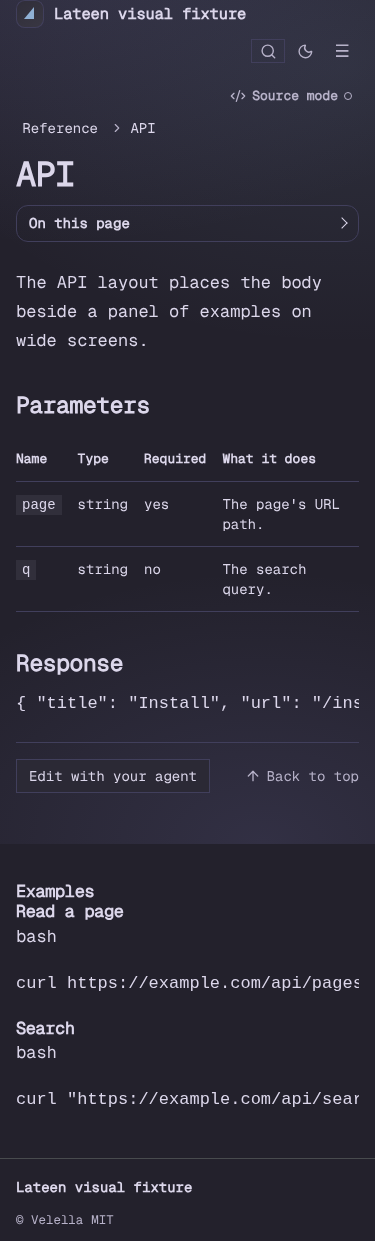 Lateen visual fixture
</> Source mode
Reference > API
API
On this page
The API layout places the body
beside a panel of examples on
wide screens.
Parameters
Name Type Required What it does
page string yes The page's URL
path.
q string no The search
query.
Response
{ "title": "Install", "url": "/ins
Edit with your agent ↑ Back to top
Examples
Read a page
bash
curl https://example.com/api/pages
Search
bash
curl "https://example.com/api/sear
Lateen visual fixture
© Velella MIT